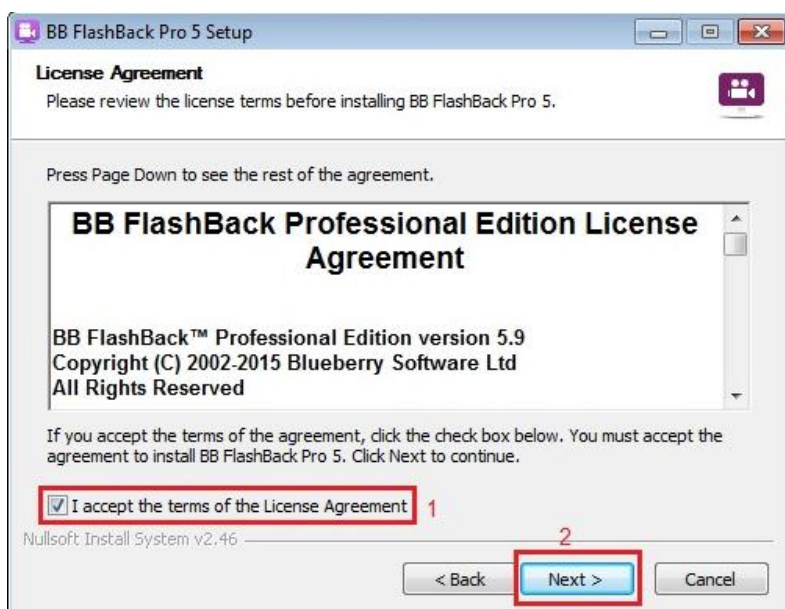 BB FlashBack Pro 5 Setup
License Agreement
Please review the license terms before installing BB FlashBack Pro 5.
Press Page Down to see the rest of the agreement.
BB FlashBack Professional Edition License
Agreement
BB FlashBack™ Professional Edition version 5.9
Copyright (C) 2002-2015 Blueberry Software Ltd
All Rights Reserved
If you accept the terms of the agreement, click the check box below. You must accept the
agreement to install BB FlashBack Pro 5. Click Next to continue.
I accept the terms of the License Agreement 1
Nullsoft Install System v2.46
2
< Back Next > Cancel